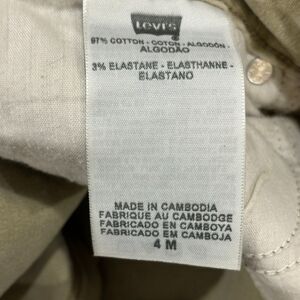 Levi's
97% COTTON - COTON - ALGODÓN -
ALGODÃO
3% ELASTANE - ELASTHANNE -
ELASTANO
MADE IN CAMBODIA
FABRIQUE AU CAMBODGE
FABRICADO EN CAMBOYA
FABRICADO EM CAMBOJA
4 M